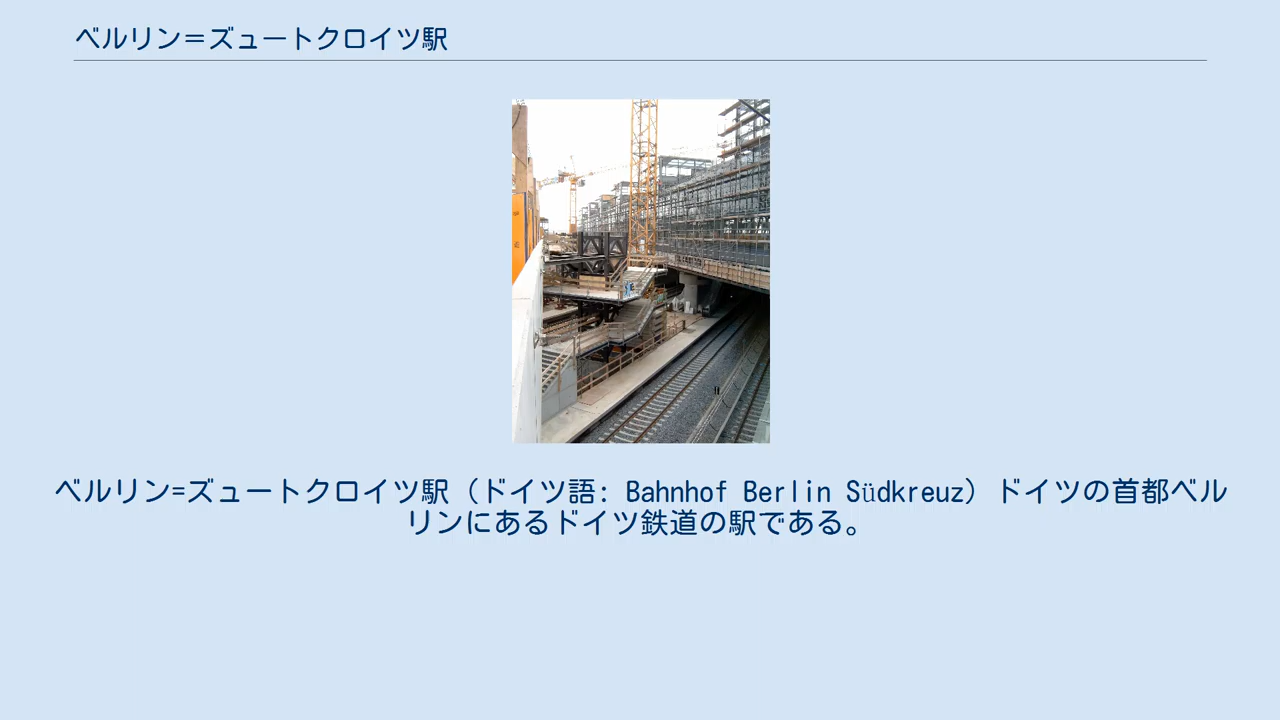 ベルリン＝ズュートクロイツ駅
ベルリン=ズュートクロイツ駅（ドイツ語: Bahnhof Berlin Südkreuz）ドイツの首都ベル
リンにあるドイツ鉄道の駅である。